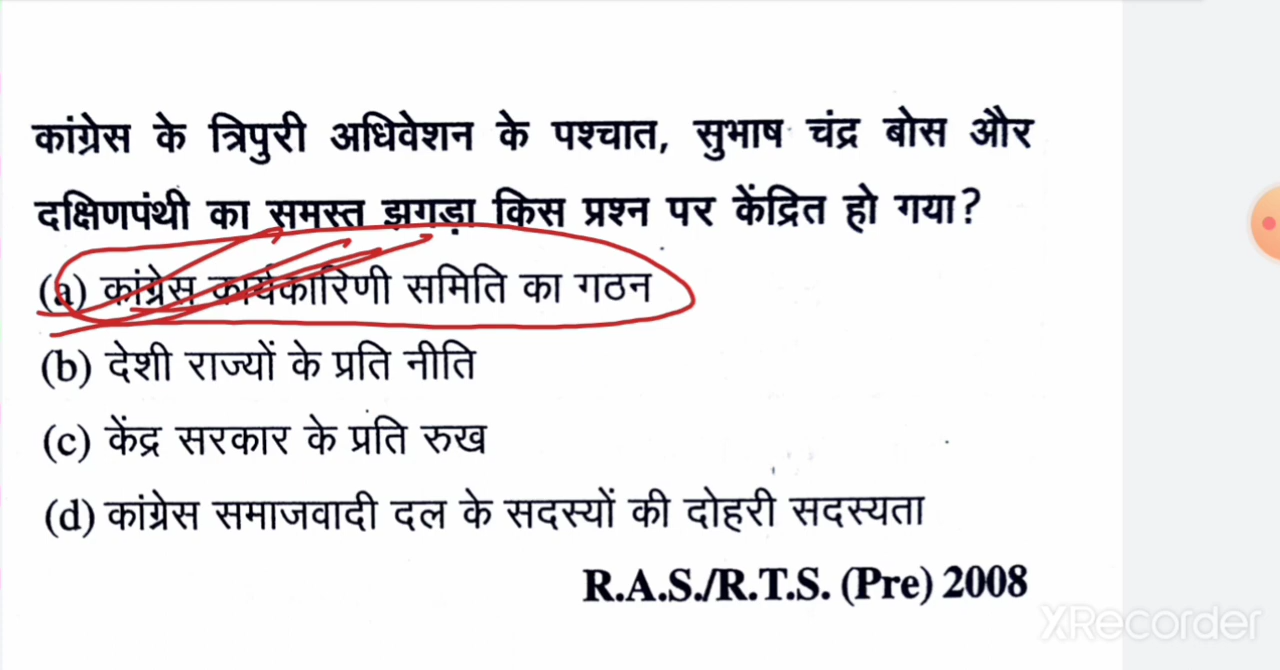 कांग्रेस के त्रिपुरी अधिवेशन के पश्चात, सुभाष चंद्र बोस और
दक्षिणपंथी का समस्त झगड़ा किस प्रश्न पर केंद्रित हो गया?
(a) कांग्रेस कार्यकारिणी समिति का गठन
(b) देशी राज्यों के प्रति नीति
(c) केंद्र सरकार के प्रति रुख
(d) कांग्रेस समाजवादी दल के सदस्यों की दोहरी सदस्यता
R.A.S./R.T.S. (Pre) 2008
XRecorder